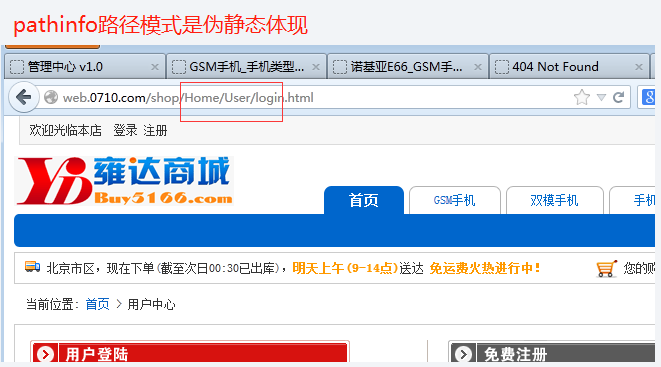 pathinfo路径模式是伪静态体现
管理中心 v1.0
GSM手机_手机类型...
诺基亚E66_GSM手...
404 Not Found
web.0710.com/shop/Home/User/login.html
欢迎光临本店 登录 注册
YD 雍达商城
Buy5166.com
首页
GSM手机
双模手机
手机
北京市区，现在下单(截至次日00:30已出库)，明天上午(9-14点)送达 免运费火热进行中！
您的购
当前位置: 首页 > 用户中心
用户登陆
免费注册